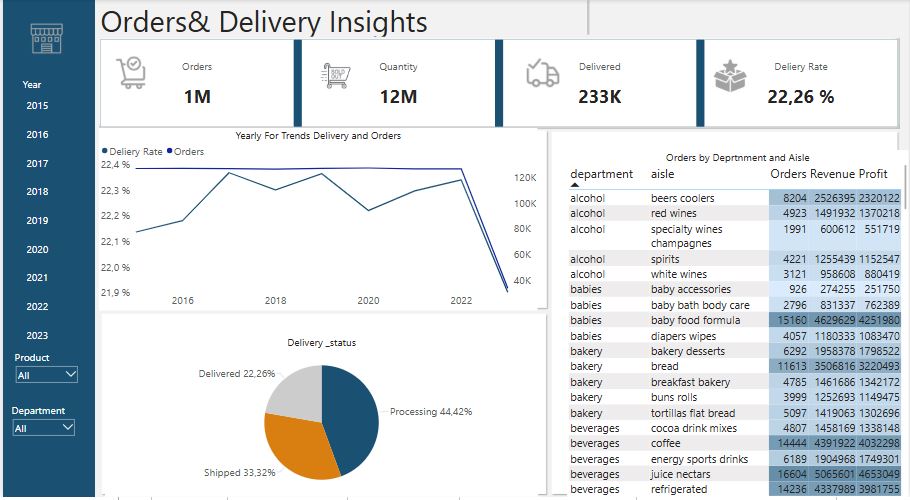 Orders& Delivery Insights
Year
2015
2016
2017
2018
2019
2020
2021
2022
2023
Product
All
Department
All
Orders
1M
SOLD OUT
Quantity
12M
Delivered
233K
Deliery Rate
22,26 %
Yearly For Trends Delivery and Orders
Deliery Rate Orders
22,4 %
22,3 %
22,2 %
22,1 %
22,0 %
21,9 %
120K
100K
80K
60K
40K
2016 2018 2020 2022
Delivery _status
Delivered 22,26%
Processing 44,42%
Shipped 33,32%
Orders by Deprtnment and Aisle
department aisle Orders Revenue Profit
alcohol beers coolers 8204 2526395 2320122
alcohol red wines 4923 1491932 1370218
alcohol specialty wines 1991 600612 551719
champagnes
alcohol spirits 4221 1255439 1152547
alcohol white wines 3121 958608 880419
babies baby accessories 926 274255 251750
babies baby bath body care 2796 831337 762389
babies baby food formula 15160 4629629 4251980
babies diapers wipes 4057 1180333 1083470
bakery bakery desserts 6292 1958378 1798522
bakery bread 11613 3506816 3220493
bakery breakfast bakery 4785 1461686 1342172
bakery buns rolls 3999 1252693 1149475
bakery tortillas flat bread 5097 1419063 1302696
beverages cocoa drink mixes 4807 1458169 1338148
beverages coffee 14444 4391922 4032298
beverages energy sports drinks 6189 1904968 1749301
beverages juice nectars 16604 5065601 4653049
beverages refrigerated 14236 4337989 3981755